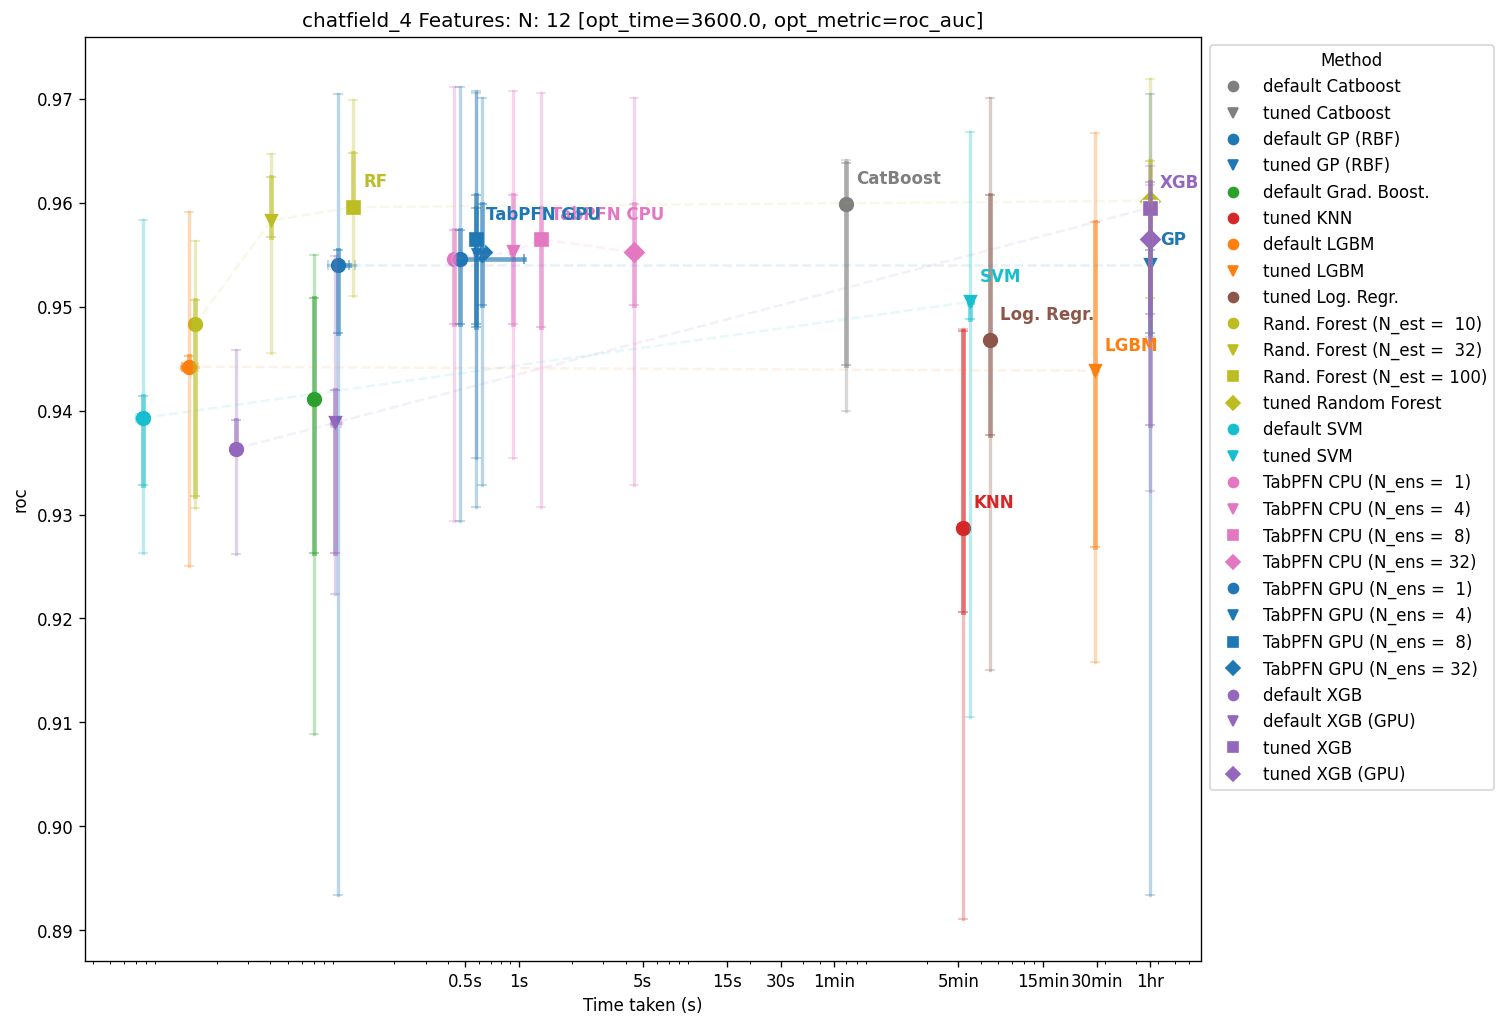 chatfield_4 Features: N: 12 [opt_time=3600.0, opt_metric=roc_auc]
0.97
0.96
0.95
0.94
0.93
0.92
0.91
0.90
0.89
roc
RF
TabPFN GPU
TabPFN CPU
CatBoost
XGB
GP
SVM
Log. Regr.
LGBM
KNN
0.5s
1s
5s
15s
30s
1min
5min
15min
30min
1hr
Time taken (s)
Method
default Catboost
tuned Catboost
default GP (RBF)
tuned GP (RBF)
default Grad. Boost.
tuned KNN
default LGBM
tuned LGBM
tuned Log. Regr.
Rand. Forest (N_est =  10)
Rand. Forest (N_est =  32)
Rand. Forest (N_est = 100)
tuned Random Forest
default SVM
tuned SVM
TabPFN CPU (N_ens =  1)
TabPFN CPU (N_ens =  4)
TabPFN CPU (N_ens =  8)
TabPFN CPU (N_ens = 32)
TabPFN GPU (N_ens =  1)
TabPFN GPU (N_ens =  4)
TabPFN GPU (N_ens =  8)
TabPFN GPU (N_ens = 32)
default XGB
default XGB (GPU)
tuned XGB
tuned XGB (GPU)